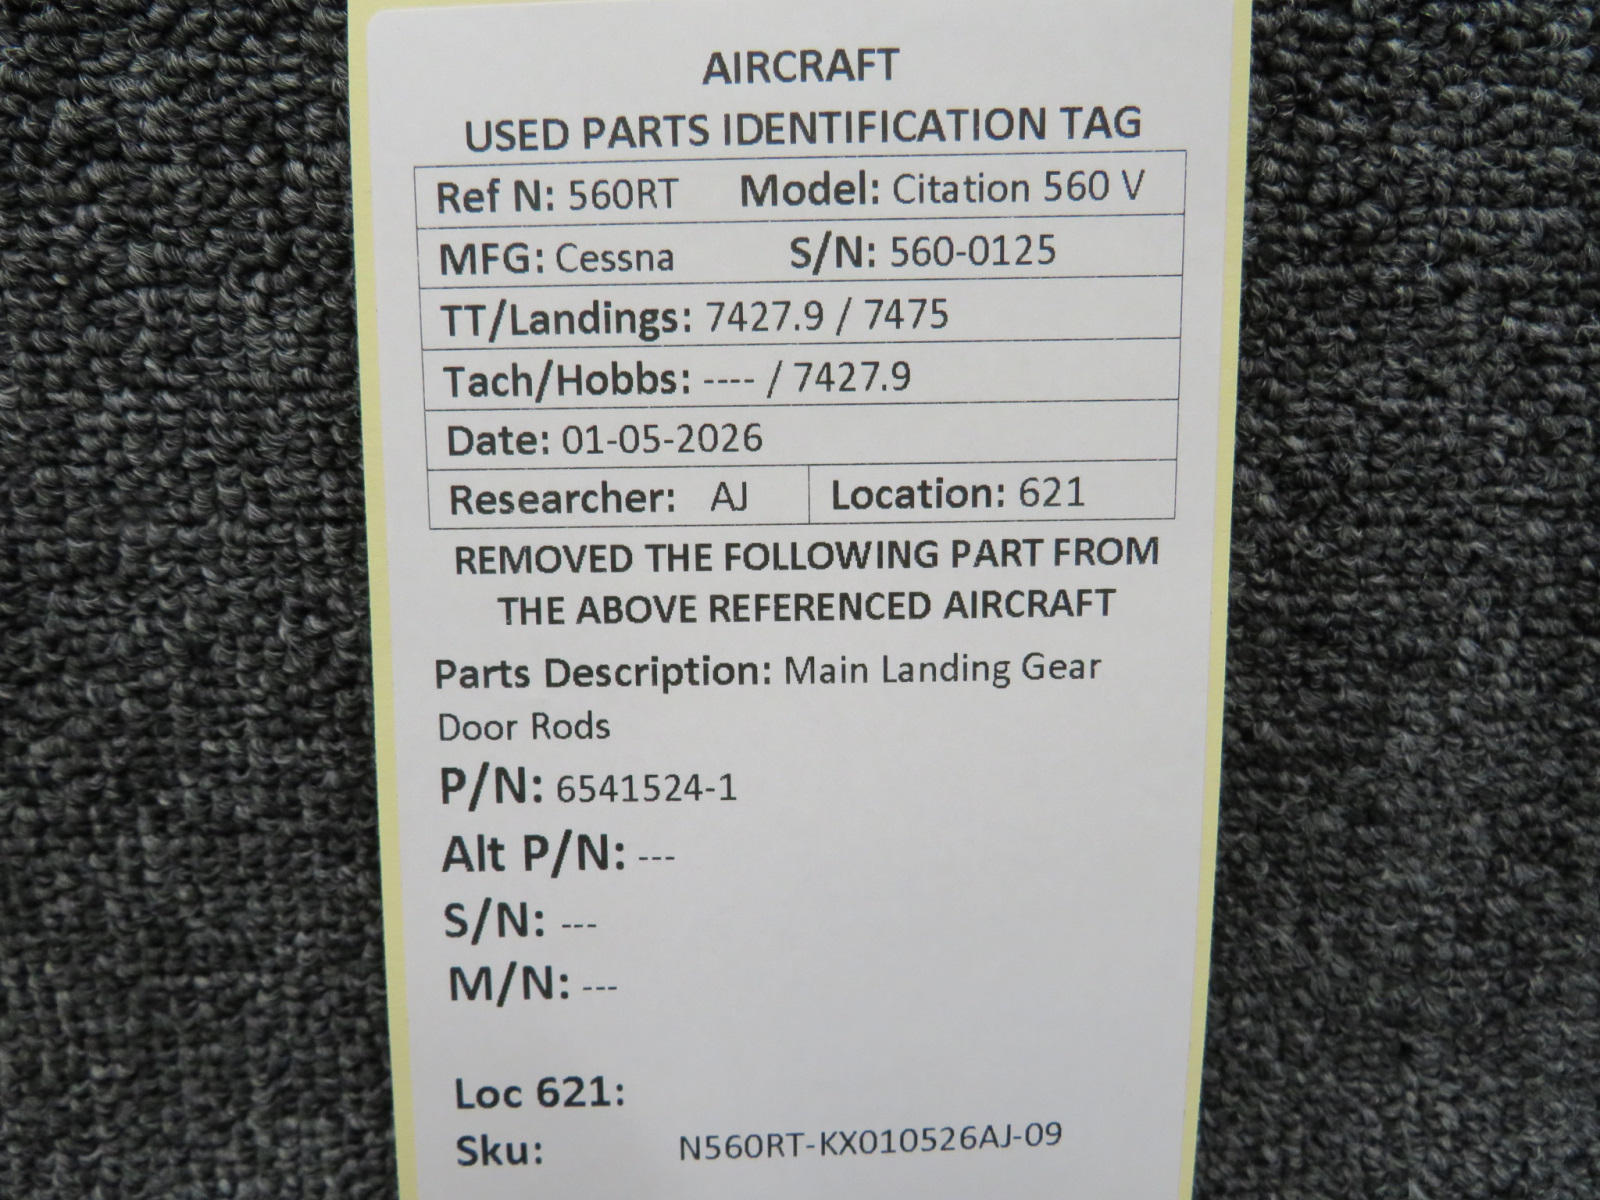 AIRCRAFT
USED PARTS IDENTIFICATION TAG
Ref N: 560RT Model: Citation 560 V
MFG: Cessna S/N: 560-0125
TT/Landings: 7427.9 / 7475
Tach/Hobbs: ---- / 7427.9
Date: 01-05-2026
Researcher: AJ Location: 621
REMOVED THE FOLLOWING PART FROM
THE ABOVE REFERENCED AIRCRAFT
Parts Description: Main Landing Gear
Door Rods
P/N: 6541524-1
Alt P/N: ---
S/N: ---
M/N: ---
Loc 621:
Sku: N560RT-KX010526AJ-09